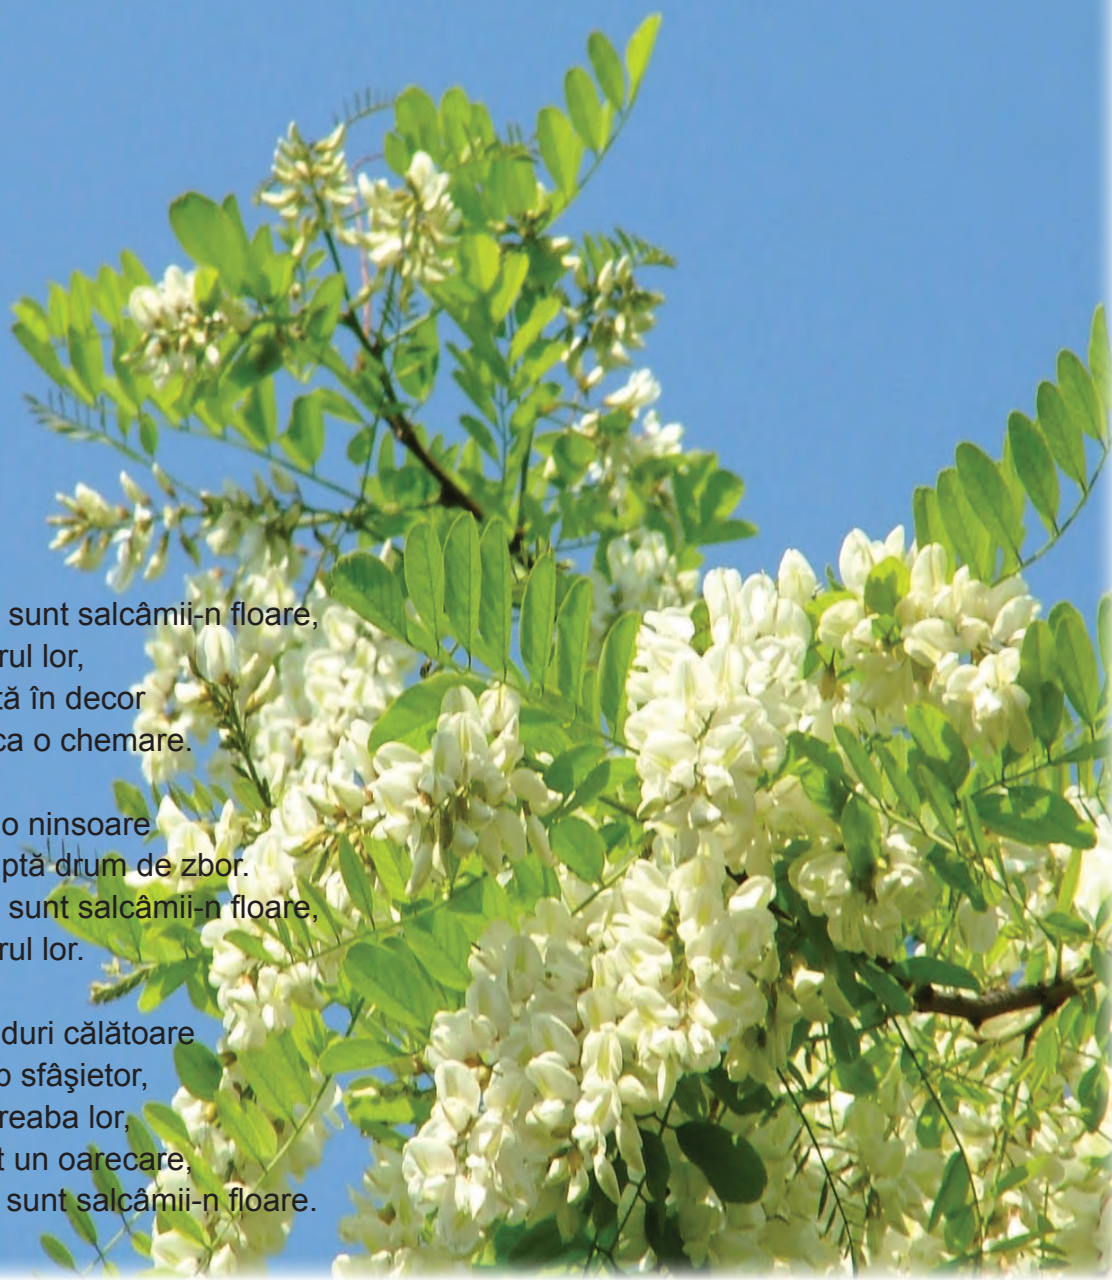 sunt salcâmii-n floare,
rul lor,
tă în decor
ca o chemare.
o ninsoare
ptă drum de zbor.
sunt salcâmii-n floare,
rul lor.
duri călătoare
sfâşietor,
reaba lor,
t un oarecare,
sunt salcâmii-n floare.